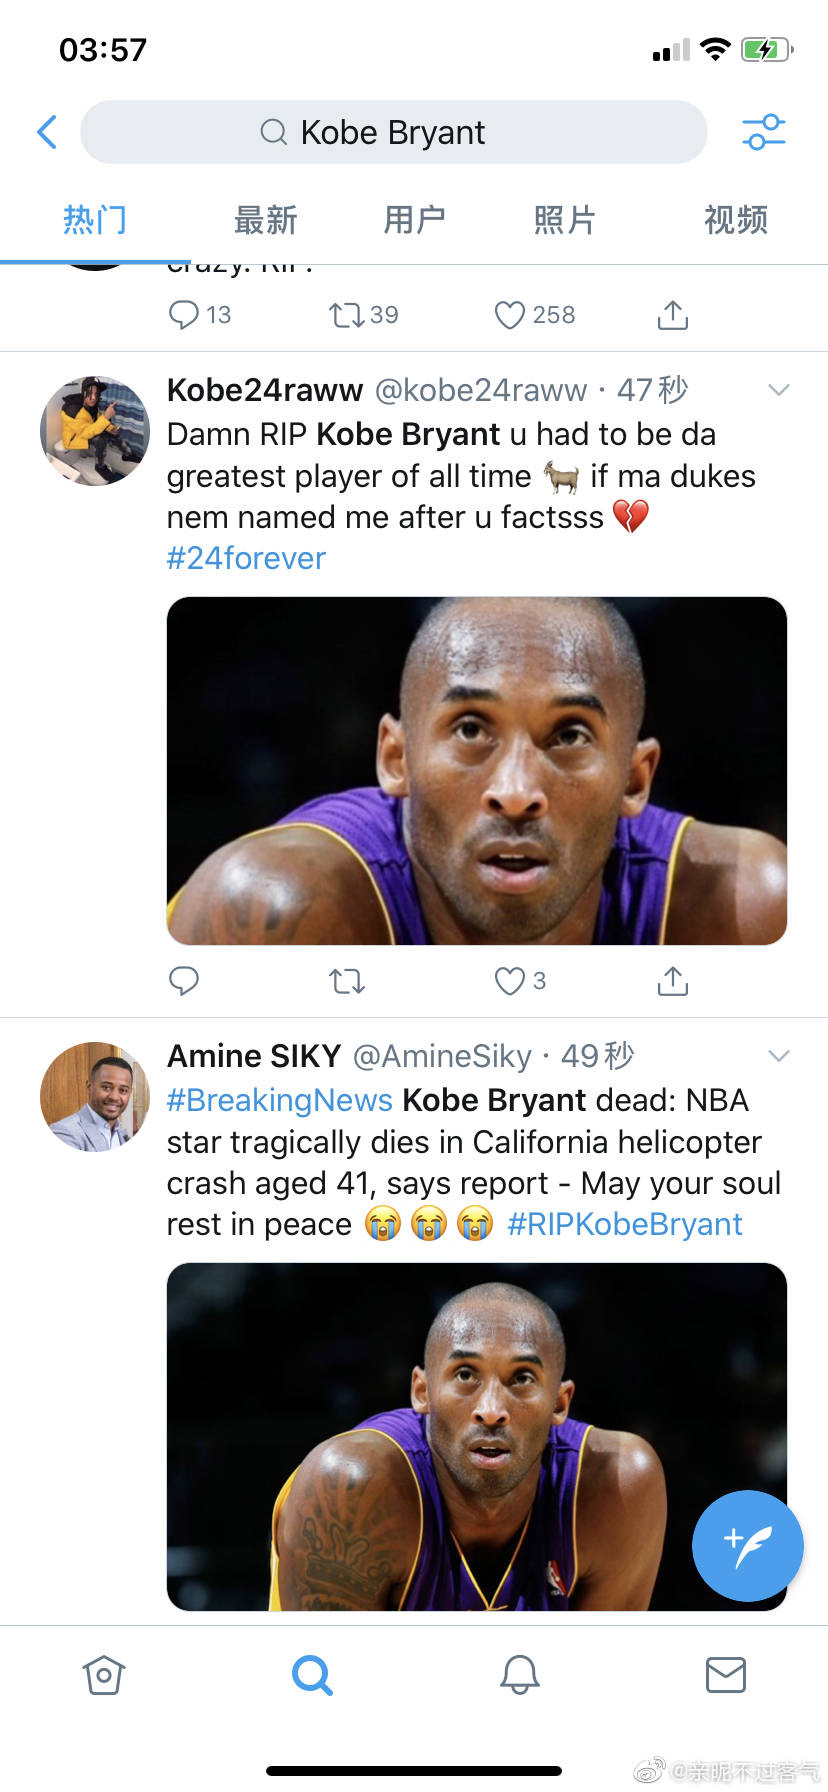 03:57
Kobe Bryant
热门 最新 用户 照片 视频
crazy. RIP.
13 39 258
Kobe24raww @kobe24raww · 47秒
Damn RIP Kobe Bryant u had to be da
greatest player of all time 🐐 if ma dukes
nem named me after u factsss 💔
#24forever
3
Amine SIKY @AmineSiky · 49秒
#BreakingNews Kobe Bryant dead: NBA
star tragically dies in California helicopter
crash aged 41, says report - May your soul
rest in peace 😭 😭 😭 #RIPKobeBryant
@亲昵不过客气